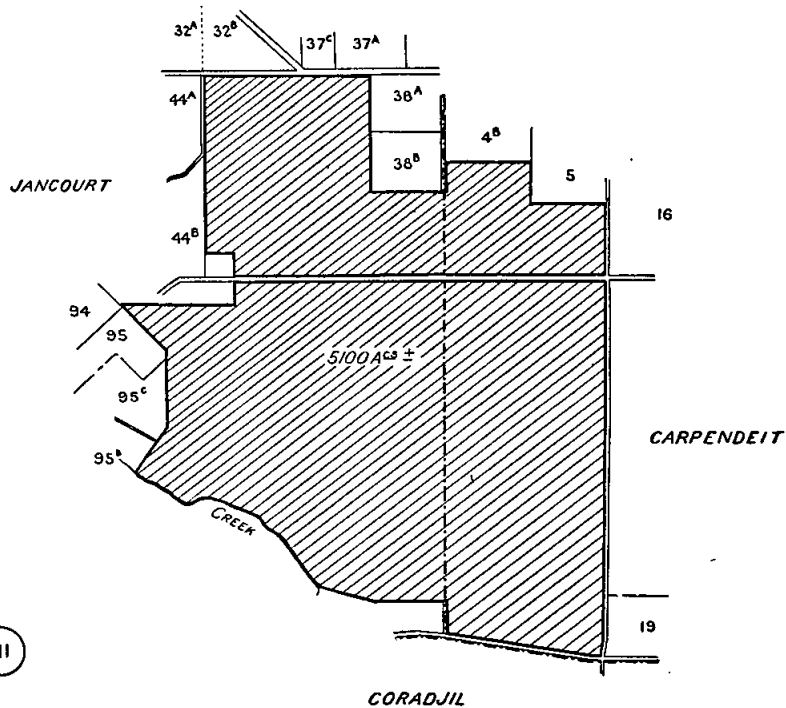 32A 32B 37C 37A
44A 38A
4B
38B
5
JANCOURT
16
44B
94
95
5100 Acs ±
95C
CARPENDEIT
95B
CREEK
19
11
CORADJIL